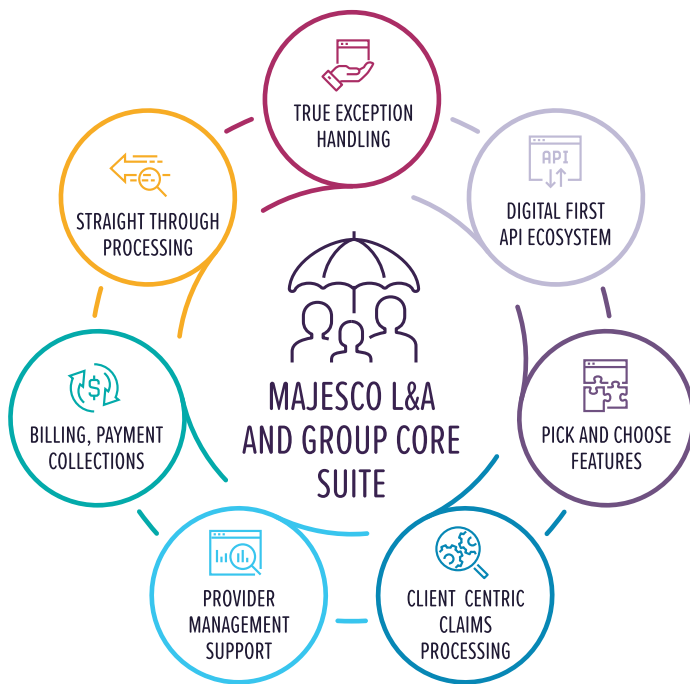 TRUE EXCEPTION
HANDLING
API
DIGITAL FIRST
API ECOSYSTEM
PICK AND CHOOSE
FEATURES
CLIENT CENTRIC
CLAIMS
PROCESSING
PROVIDER
MANAGEMENT
SUPPORT
$
BILLING, PAYMENT
COLLECTIONS
STRAIGHT THROUGH
PROCESSING
MAJESCO L&A
AND GROUP CORE
SUITE